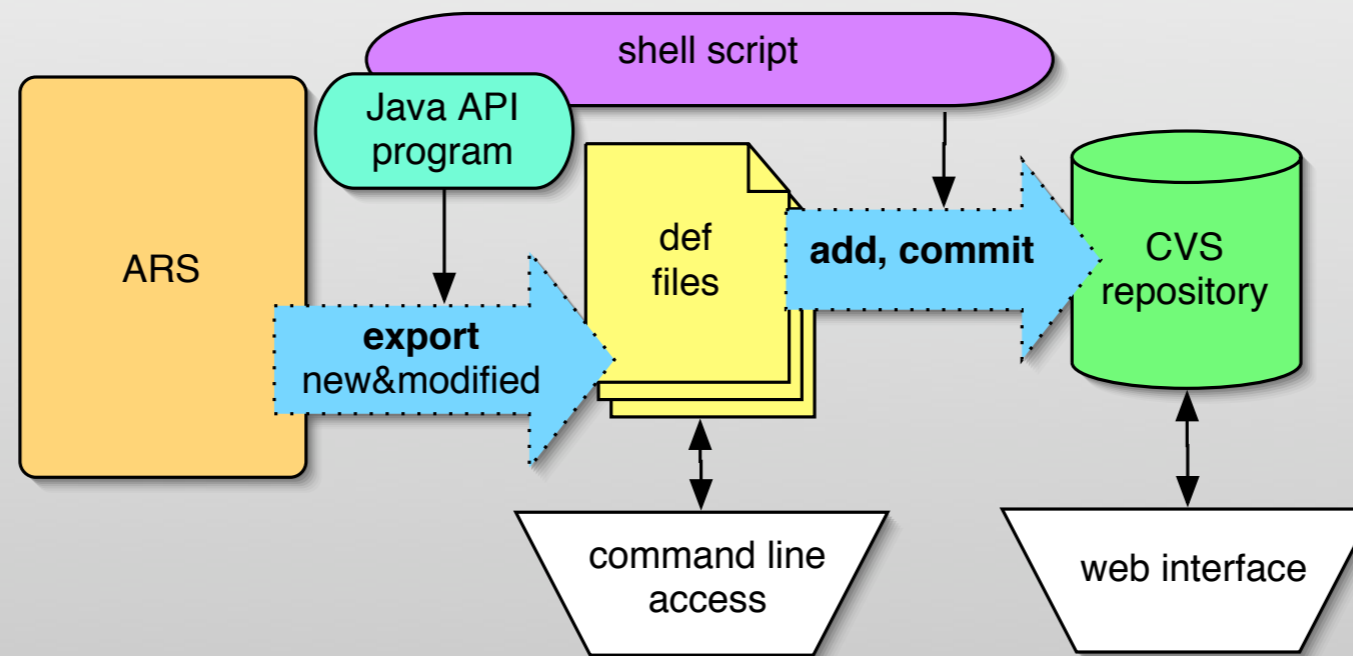 shell script
Java API
program
ARS
def
files
add, commit
CVS
repository
export
new&modified
command line
access
web interface